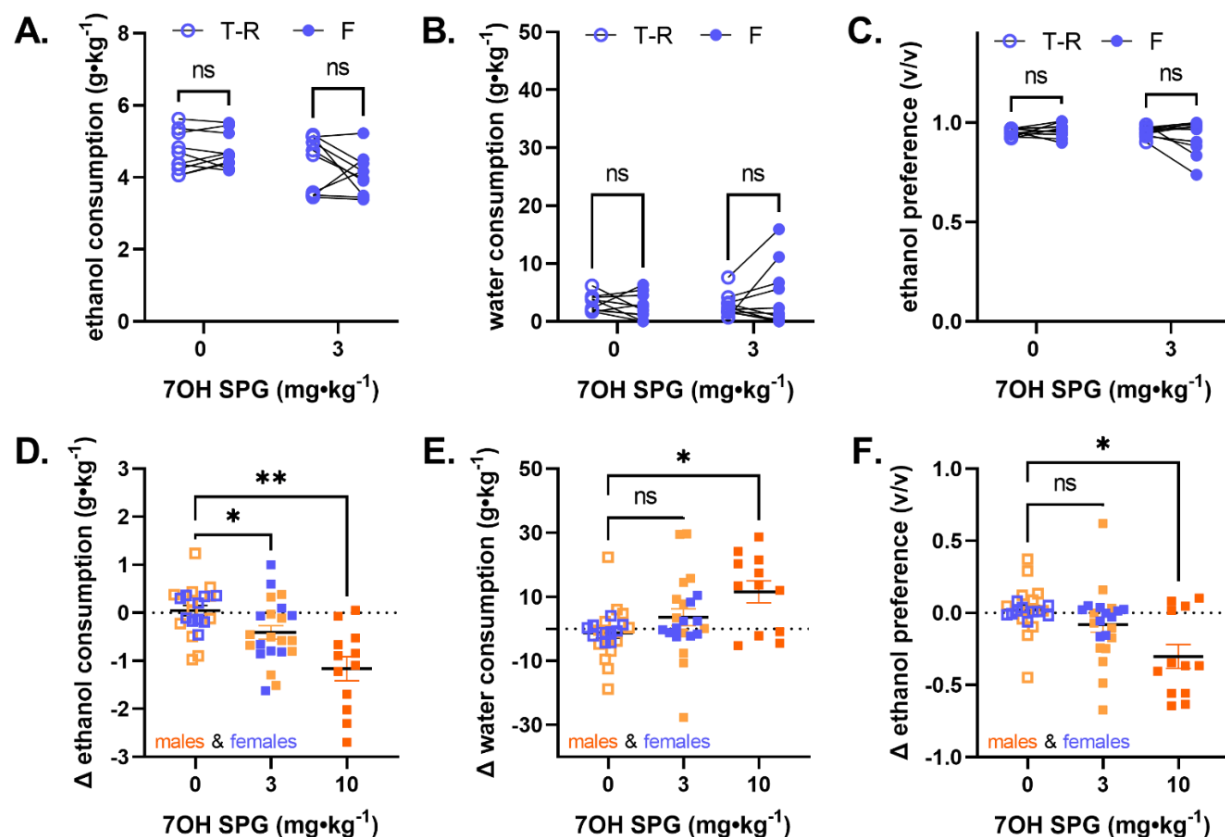 A.
T-R F
ns ns
ethanol consumption (g•kg⁻¹)
8
6
4
2
0
0 3
7OH SPG (mg•kg⁻¹)
B.
T-R F
ns ns
water consumption (g•kg⁻¹)
50
40
30
20
10
0
0 3
7OH SPG (mg•kg⁻¹)
C.
T-R F
ns ns
ethanol preference (v/v)
1.0
0.5
0.0
0 3
7OH SPG (mg•kg⁻¹)
D.
**
*
Δ ethanol consumption (g•kg⁻¹)
3
2
1
0
-1
-2
-3
males & females
0 3 10
7OH SPG (mg•kg⁻¹)
E.
*
ns
Δ water consumption (g•kg⁻¹)
50
30
10
-10
-30
males & females
0 3 10
7OH SPG (mg•kg⁻¹)
F.
*
ns
Δ ethanol preference (v/v)
1.0
0.5
0.0
-0.5
-1.0
males & females
0 3 10
7OH SPG (mg•kg⁻¹)